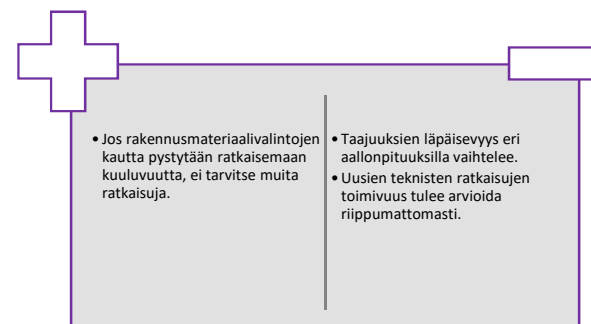 • Jos rakennusmateriaalivalintojen
kautta pystytään ratkaisemaan
kuuluvuutta, ei tarvitse muita
ratkaisuja.
• Taajuuksien läpäisevyys eri
aallonpituuksilla vaihtelee.
• Uusien teknisten ratkaisujen
toimivuus tulee arvioida
riippumattomasti.